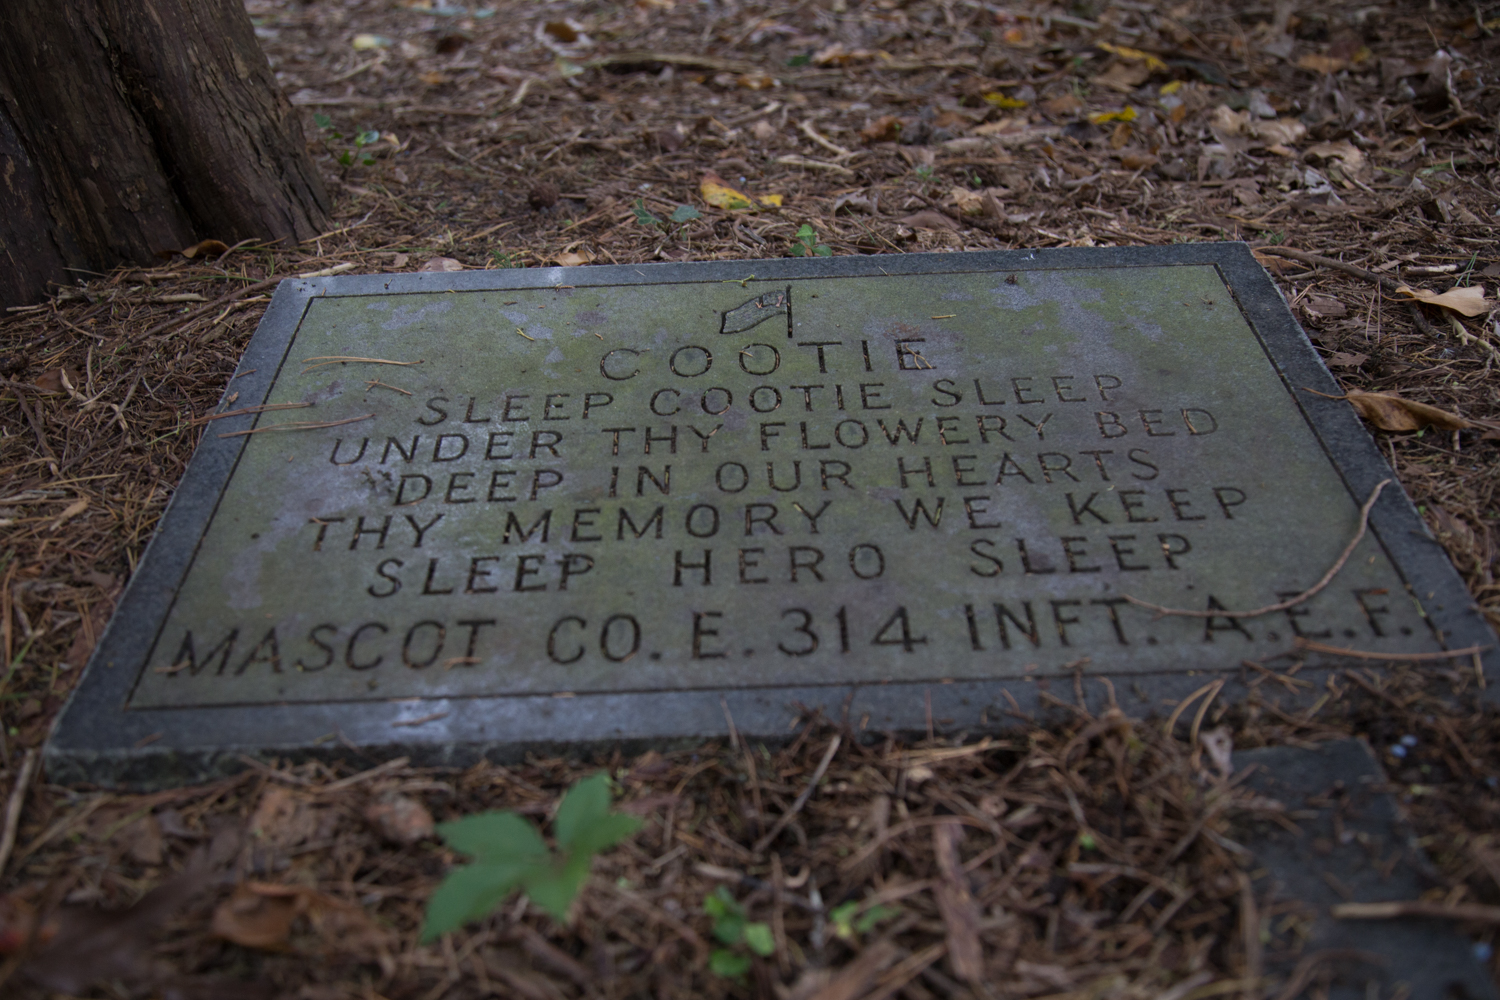 COOTIE
SLEEP COOTIE SLEEP
UNDER THY FLOWERY BED
DEEP IN OUR HEARTS
THY MEMORY WE KEEP
SLEEP HERO SLEEP
MASCOT CO. E. 314 INFT. A.E.F.